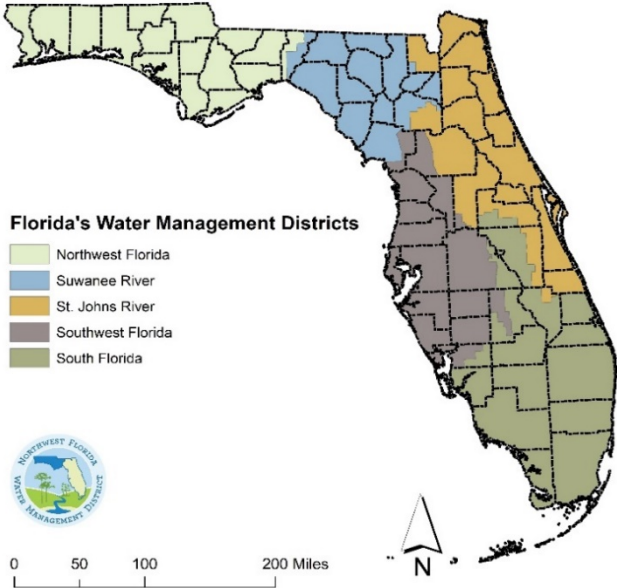 Florida's Water Management Districts
Northwest Florida
Suwanee River
St. Johns River
Southwest Florida
South Florida
NORTHWEST FLORIDA
WATER MANAGEMENT DISTRICT
0 50 100 200 Miles
N